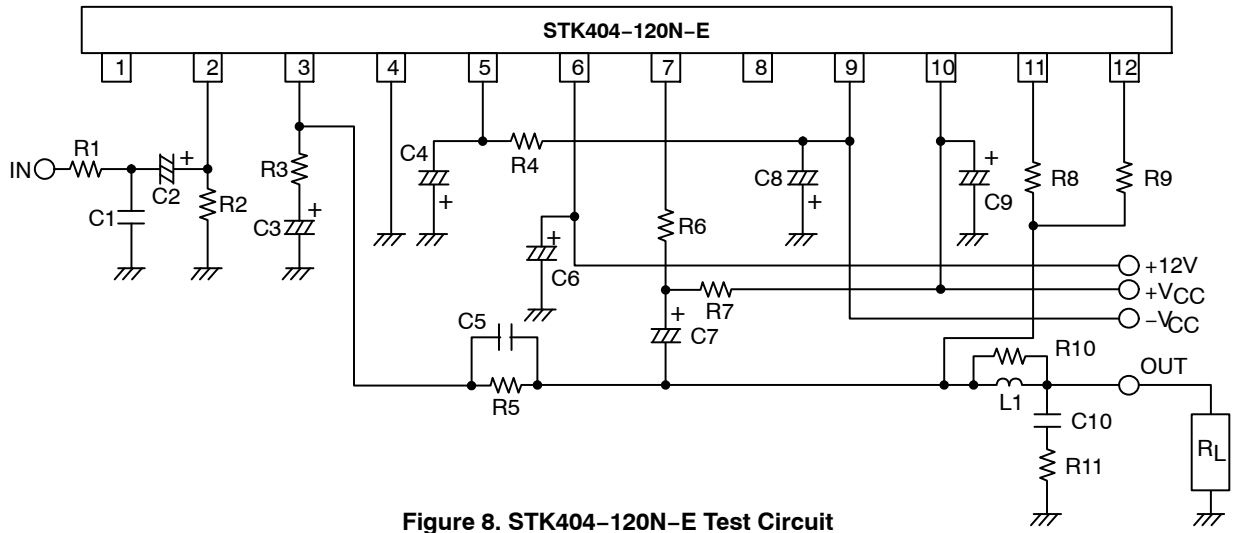 STK404−120N−E
1 2 3 4 5 6 7 8 9 10 11 12
IN R1 C2 + R2 C1
R3 C3 +
C4 + R4
C6 +
R6
C8 +
C9 +
R8 R9
+12V
+VCC
−VCC
R7
C7 +
C5
R5
R10
L1
OUT
C10
R11
RL
Figure 8. STK404−120N−E Test Circuit